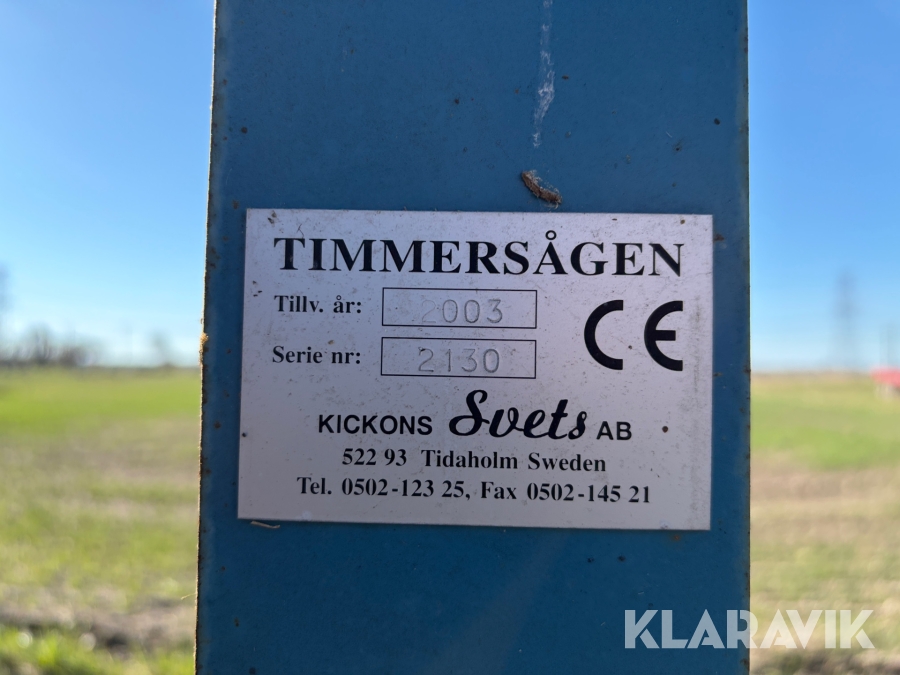 TIMMERSÅGEN
Tillv. år: 2003
Serie nr: 2130
CE
KICKONS Svets AB
522 93 Tidaholm Sweden
Tel. 0502-123 25, Fax 0502-145 21
KLARAVIK